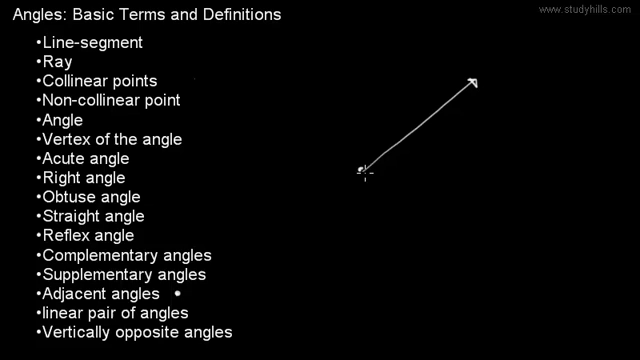 Angles: Basic Terms and Definitions
www.studyhills.com
•Line-segment
•Ray
•Collinear points
•Non-collinear point
•Angle
•Vertex of the angle
•Acute angle
•Right angle
•Obtuse angle
•Straight angle
•Reflex angle
•Complementary angles
•Supplementary angles
•Adjacent angles
•linear pair of angles
•Vertically opposite angles